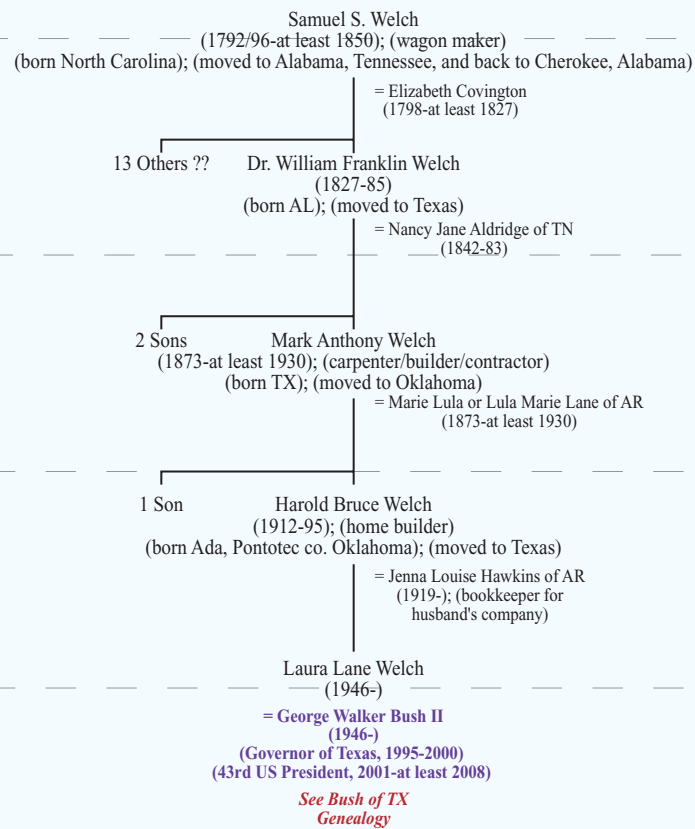 Samuel S. Welch
(1792/96-at least 1850); (wagon maker)
(born North Carolina); (moved to Alabama, Tennessee, and back to Cherokee, Alabama)
= Elizabeth Covington
(1798-at least 1827)
13 Others ??
Dr. William Franklin Welch
(1827-85)
(born AL); (moved to Texas)
= Nancy Jane Aldridge of TN
(1842-83)
2 Sons
Mark Anthony Welch
(1873-at least 1930); (carpenter/builder/contractor)
(born TX); (moved to Oklahoma)
= Marie Lula or Lula Marie Lane of AR
(1873-at least 1930)
1 Son
Harold Bruce Welch
(1912-95); (home builder)
(born Ada, Pontotec co. Oklahoma); (moved to Texas)
= Jenna Louise Hawkins of AR
(1919-); (bookkeeper for
husband's company)
Laura Lane Welch
(1946-)
= George Walker Bush II
(1946-)
(Governor of Texas, 1995-2000)
(43rd US President, 2001-at least 2008)
See Bush of TX
Genealogy